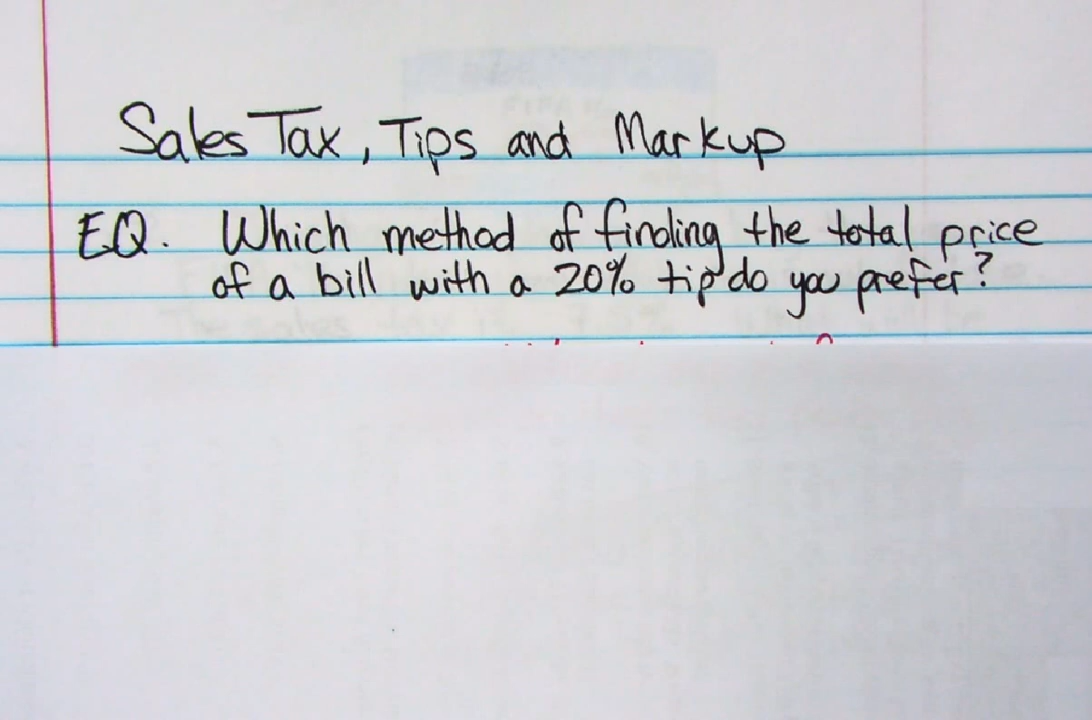 Sales Tax, Tips and Markup
EQ. Which method of finding the total price
of a bill with a 20% tip do you prefer?